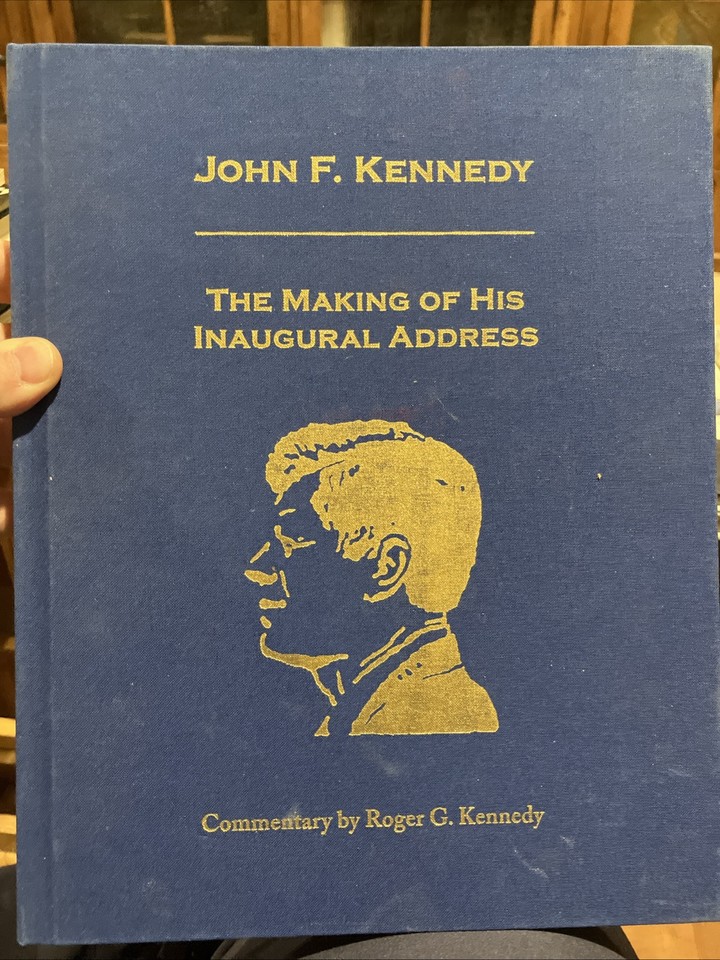 John F. Kennedy
The Making of His
Inaugural Address
Commentary by Roger G. Kennedy